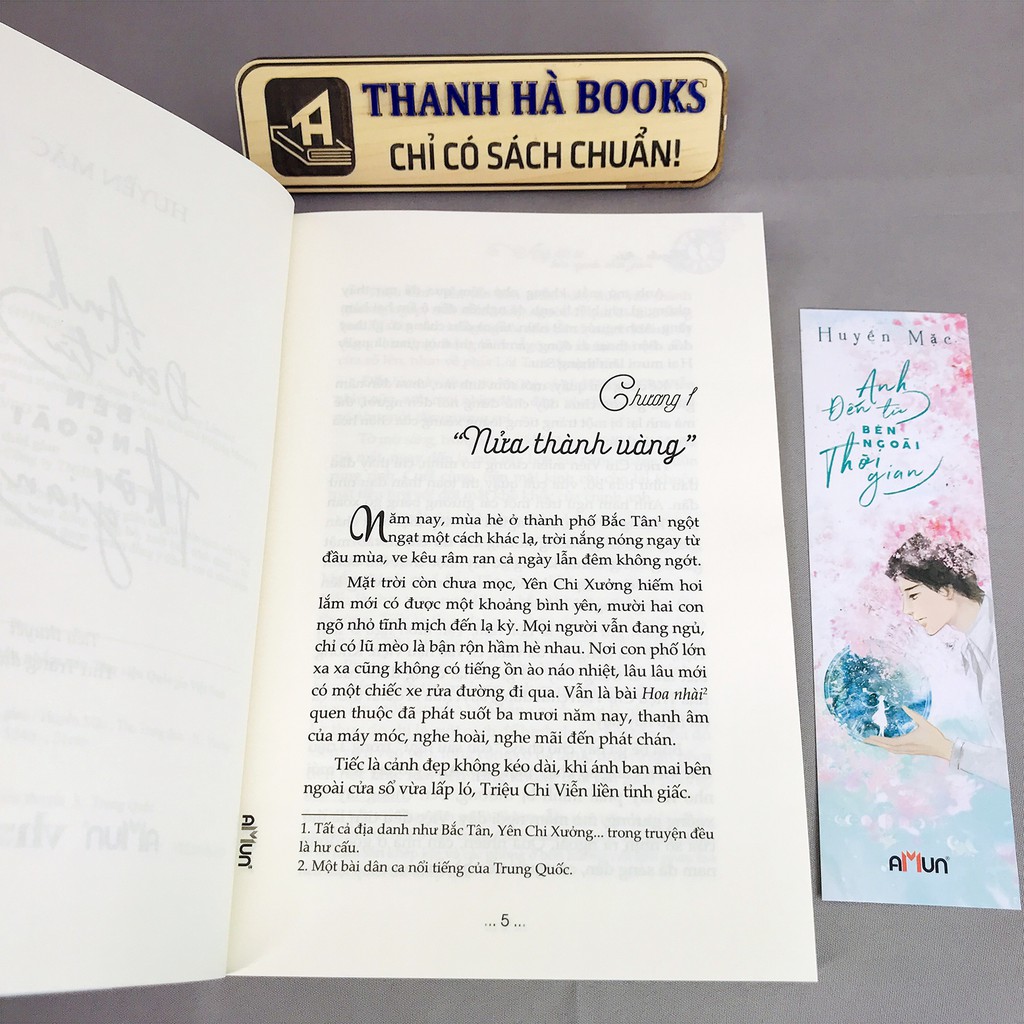 THANH HÀ BOOKS
CHỈ CÓ SÁCH CHUẨN!
Chương 1
“Nửa thành vàng”
Năm nay, mùa hè ở thành phố Bắc Tân¹ ngột
ngạt một cách khác lạ, trời nắng nóng ngay từ
đầu mùa, ve kêu râm ran cả ngày lẫn đêm không ngớt.
Mặt trời còn chưa mọc, Yên Chi Xưởng hiếm hoi
lắm mới có được một khoảng bình yên, mười hai con
ngõ nhỏ tĩnh mịch đến lạ kỳ. Mọi người vẫn đang ngủ,
chỉ có lũ mèo là bận rộn hầm hè nhau. Nơi con phố lớn
xa xa cũng không có tiếng ồn ào náo nhiệt, lâu lâu mới
có một chiếc xe rửa đường đi qua. Vẫn là bài Hoa nhài²
quen thuộc đã phát suốt ba mươi năm nay, thanh âm
của máy móc, nghe hoài, nghe mãi đến phát chán.
Tiếc là cảnh đẹp không kéo dài, khi ánh ban mai bên
ngoài cửa sổ vừa lấp ló, Triệu Chi Viễn liền tỉnh giấc.
1. Tất cả địa danh như Bắc Tân, Yên Chi Xưởng... trong truyện đều
là hư cấu.
2. Một bài dân ca nổi tiếng của Trung Quốc.
... 5 ...
AMUN
Huyền Mặc
Anh
Đến từ
BÊN
NGOÀI
Thời
gian
AMUN